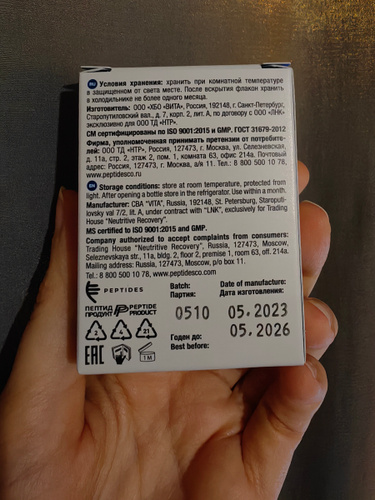 RU Условия хранения: хранить при комнатной температуре
в защищенном от света месте. После вскрытия флакон хранить
в холодильнике не более одного месяца.
Изготовитель: ООО «ХБО «ВИТА», Россия, 192148, г. Санкт-Петербург,
Старопутиловский вал., д. 7, корп. 2, лит. А, по договору с ООО «ЛНК»
эксклюзивно для ООО ТД «НТР».
СМ сертифицированы по ISO 9001:2015 и GMP. ГОСТ 31679-2012
Фирма, уполномоченная принимать претензии от потребите-
лей: ООО ТД «НТР», Россия, 127473, г. Москва, ул. Селезневская,
д. 11а, стр. 2, этаж 2, пом. 1, комната 63, офис 214а. Почтовый
адрес: Россия, 127473, г. Москва, а/я 11. Тел.: 8 800 500 10 78,
www.peptidesco.ru
EN Storage conditions: store at room temperature, protected from
light. After opening a bottle store in the refrigerator. Use within a month.
Manufacturer: CBA "VITA", Russia, 192148, St. Petersburg, Staroputi-
lovsky val 7/2, lit. A, under contract with "LNK", exclusively for Trading
House "Neutritive Recovery".
MS certified to ISO 9001:2015 and GMP.
Company authorized to accept complaints from consumers:
Trading House "Neutritive Recovery", Russia, 127473, Moscow,
Seleznevskaya str., 11a, bldg. 2, floor 2, premise 1, room 63, off. 214a.
Mailing address: Russia, 127473, Moscow, p/o box 11.
Tel.: 8 800 500 10 78, www.peptidesco.com
PEPTIDES
ПЕПТИД ПРОДУКТ
PEPTIDE PRODUCT
4
21
EAC
1 M
Batch:
Партия:
0510
Date of manufacture:
Дата изготовления:
05.2023
Годен до:
Best before:
05.2026